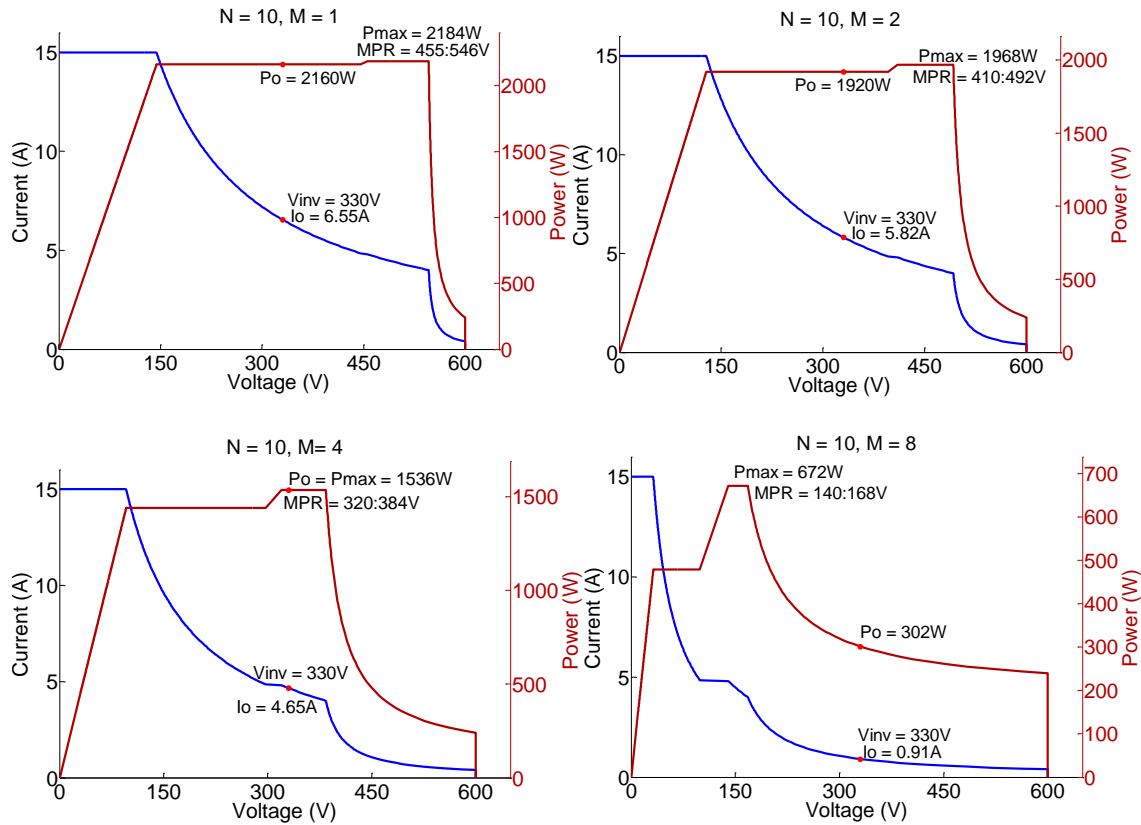 N = 10, M = 1
Pmax = 2184W
MPR = 455:546V
Po = 2160W
Vinv = 330V
Io = 6.55A
Current (A)
Power (W)
Voltage (V)
0
5
10
15
0
150
300
450
600
0
500
1000
1500
2000
N = 10, M = 2
Pmax = 1968W
MPR = 410:492V
Po = 1920W
Vinv = 330V
Io = 5.82A
Current (A)
Power (W)
Voltage (V)
0
5
10
15
0
150
300
450
600
0
500
1000
1500
2000
N = 10, M= 4
Po = Pmax = 1536W
MPR = 320:384V
Vinv = 330V
Io = 4.65A
Current (A)
Power (W)
Voltage (V)
0
5
10
15
0
150
300
450
600
0
500
1000
1500
N = 10, M = 8
Pmax = 672W
MPR = 140:168V
Po = 302W
Vinv = 330V
Io = 0.91A
Current (A)
Power (W)
Voltage (V)
0
5
10
15
0
150
300
450
600
0
100
200
300
400
500
600
700